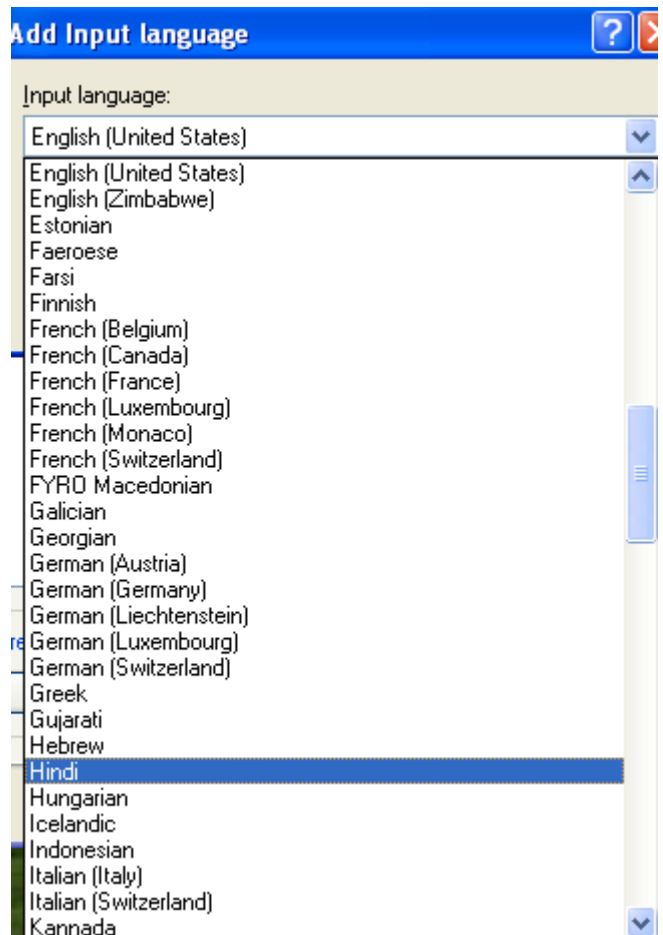 Add Input language
Input language:
English (United States)
English (United States)
English (Zimbabwe)
Estonian
Faeroese
Farsi
Finnish
French (Belgium)
French (Canada)
French (France)
French (Luxembourg)
French (Monaco)
French (Switzerland)
FYRO Macedonian
Galician
Georgian
German (Austria)
German (Germany)
German (Liechtenstein)
German (Luxembourg)
German (Switzerland)
Greek
Gujarati
Hebrew
Hindi
Hungarian
Icelandic
Indonesian
Italian (Italy)
Italian (Switzerland)
Kannada